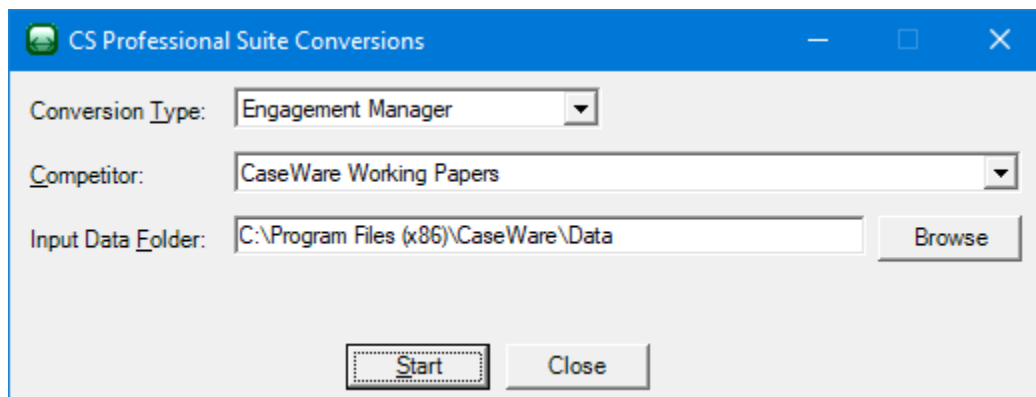 CS Professional Suite Conversions
Conversion Type: Engagement Manager
Competitor: CaseWare Working Papers
Input Data Folder: C:\Program Files (x86)\CaseWare\Data Browse
Start Close